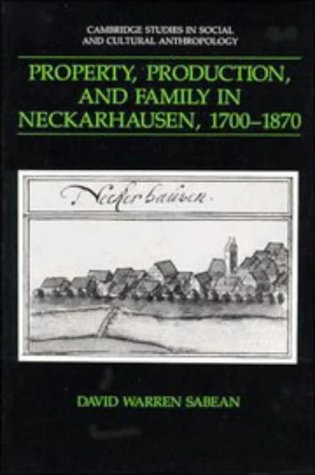 CAMBRIDGE STUDIES IN SOCIAL
AND CULTURAL ANTHROPOLOGY
PROPERTY, PRODUCTION,
AND FAMILY IN
NECKARHAUSEN, 1700–1870
Neckerhausen.
DAVID WARREN SABEAN